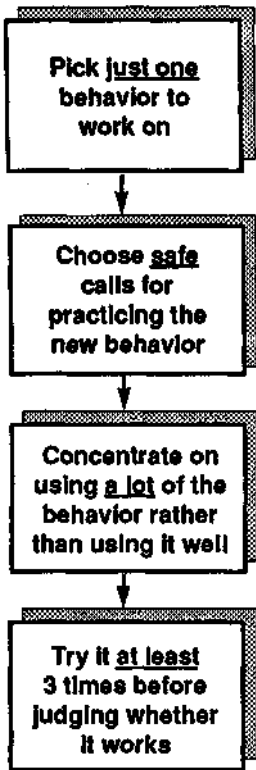 Pick just one
behavior to
work on
Choose safe
calls for
practicing the
new behavior
Concentrate on
using a lot of the
behavior rather
than using it well
Try it at least
3 times before
judging whether
it works